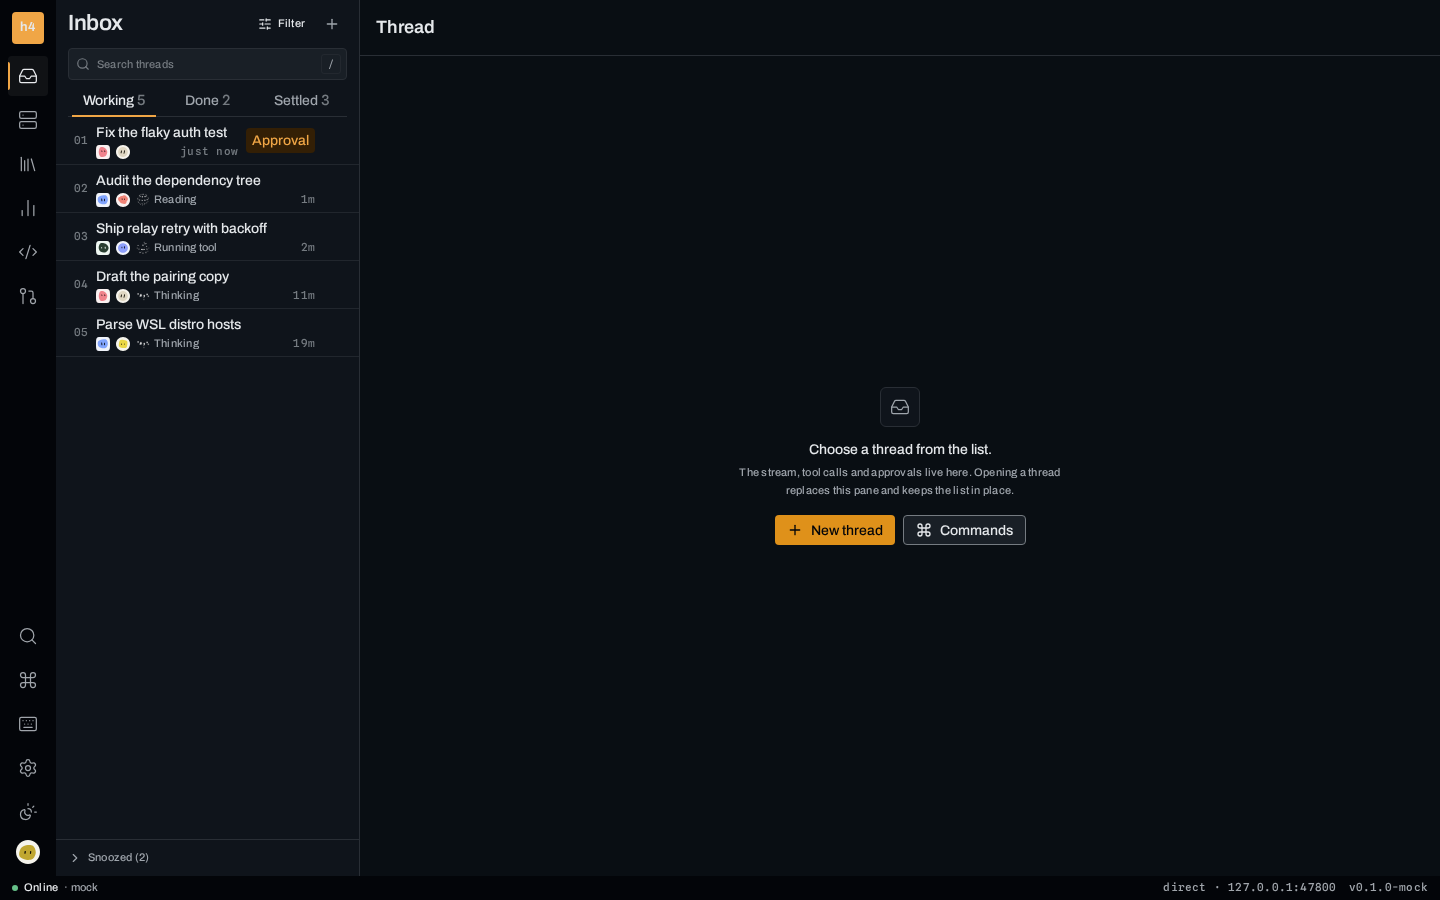 h4
Inbox
Filter
Search threads
/
Working 5
Done 2
Settled 3
01
Fix the flaky auth test
just now
Approval
02
Audit the dependency tree
Reading
1m
03
Ship relay retry with backoff
Running tool
2m
04
Draft the pairing copy
Thinking
11m
05
Parse WSL distro hosts
Thinking
19m
Snoozed (2)
Thread
Choose a thread from the list.
The stream, tool calls and approvals live here. Opening a thread
replaces this pane and keeps the list in place.
New thread
Commands
Online · mock
direct · 127.0.0.1:47800 v0.1.0-mock